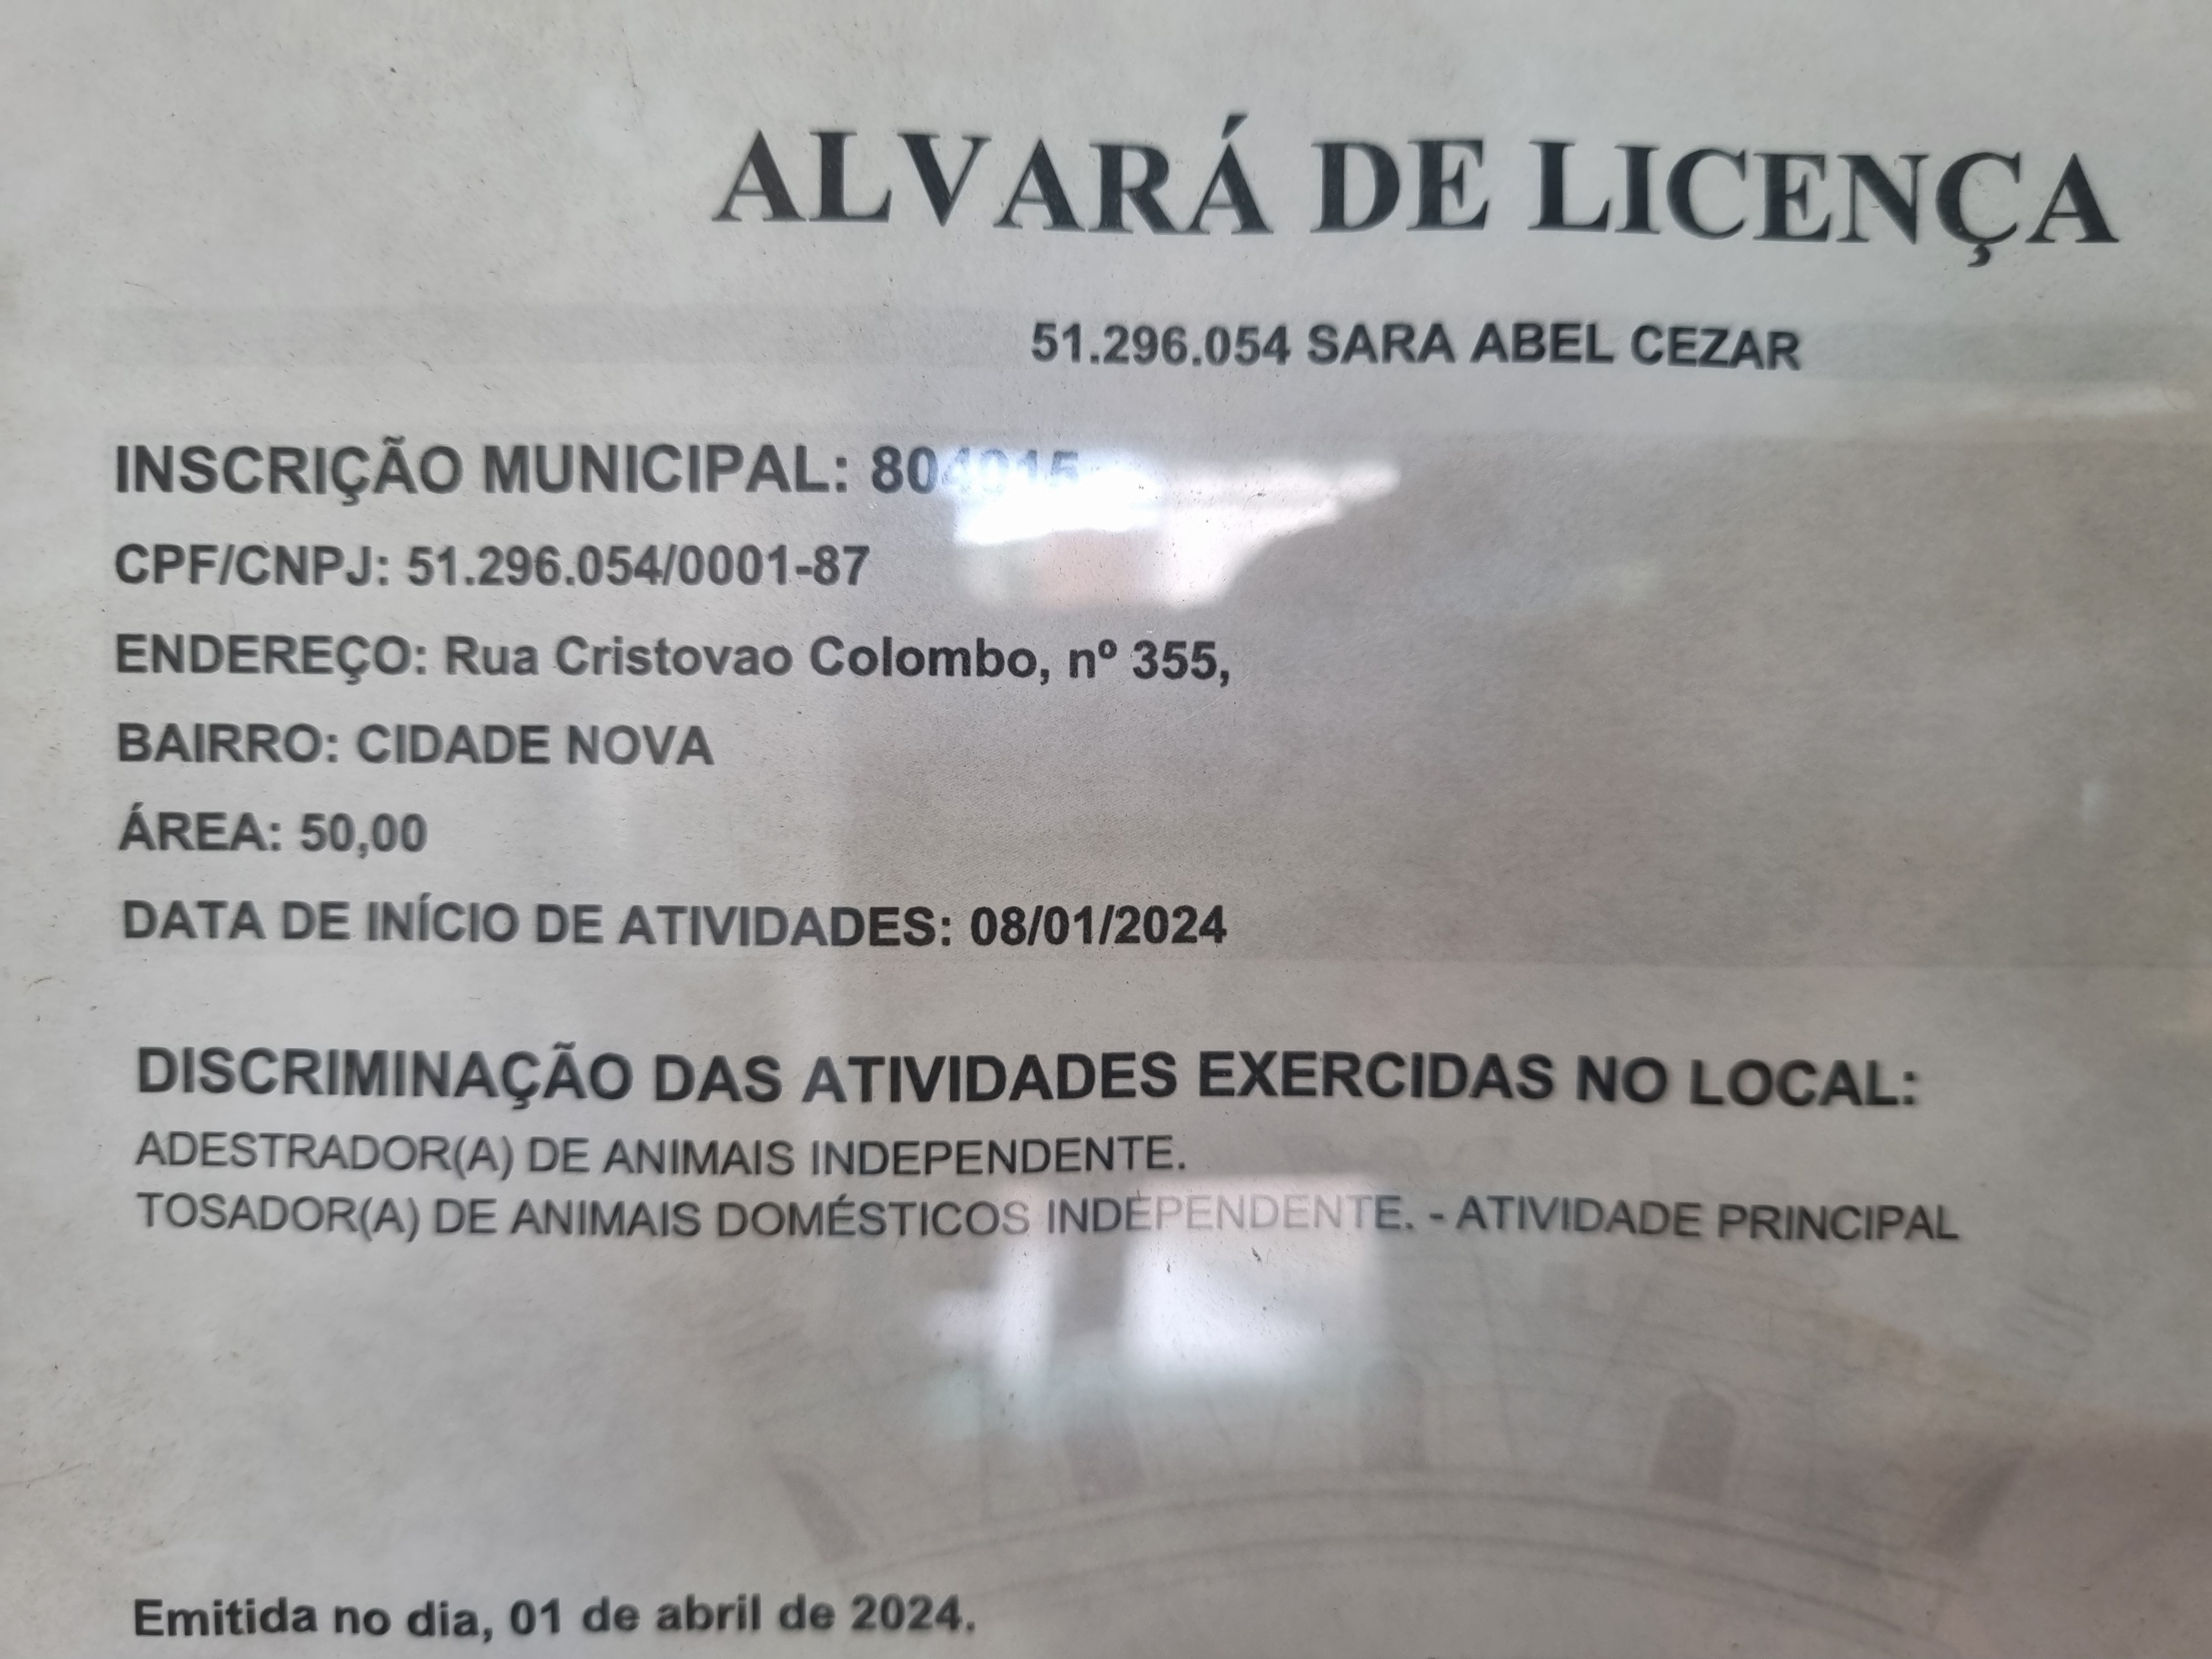 ALVARÁ DE LICENÇA
51.296.054 SARA ABEL CEZAR
INSCRIÇÃO MUNICIPAL: 804015
CPF/CNPJ: 51.296.054/0001-87
ENDEREÇO: Rua Cristovao Colombo, nº 355,
BAIRRO: CIDADE NOVA
ÁREA: 50,00
DATA DE INÍCIO DE ATIVIDADES: 08/01/2024
DISCRIMINAÇÃO DAS ATIVIDADES EXERCIDAS NO LOCAL:
ADESTRADOR(A) DE ANIMAIS INDEPENDENTE.
TOSADOR(A) DE ANIMAIS DOMÉSTICOS INDEPENDENTE. - ATIVIDADE PRINCIPAL
Emitida no dia, 01 de abril de 2024.